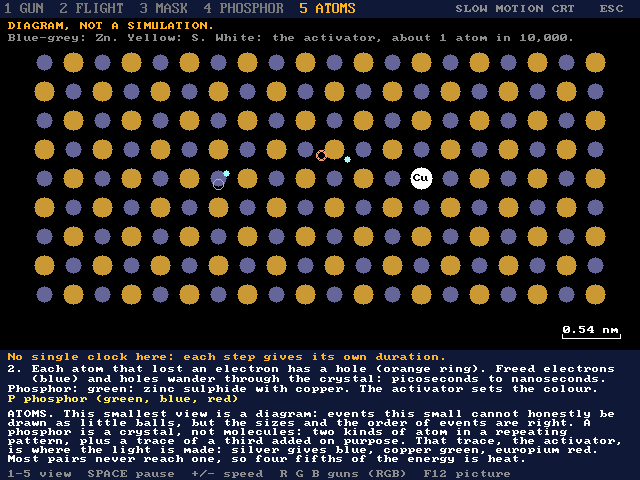 1 GUN 2 FLIGHT 3 MASK 4 PHOSPHOR 5 ATOMS SLOW MOTION CRT ESC
DIAGRAM, NOT A SIMULATION.
Blue-grey: Zn. Yellow: S. White: the activator, about 1 atom in 10,000.
Cu
0.54 nm
No single clock here: each step gives its own duration.
2. Each atom that lost an electron has a hole (orange ring). Freed electrons
(blue) and holes wander through the crystal: picoseconds to nanoseconds.
Phosphor: green: zinc sulphide with copper. The activator sets the colour.
P phosphor (green, blue, red)
ATOMS. This smallest view is a diagram: events this small cannot honestly be
drawn as little balls, but the sizes and the order of events are right. A
phosphor is a crystal, not molecules: two kinds of atom in a repeating
pattern, plus a trace of a third added on purpose. That trace, the activator,
is where the light is made: silver gives blue, copper green, europium red.
Most pairs never reach one, so four fifths of the energy is heat.
1-5 view SPACE pause +/- speed R G B guns (RGB) F12 picture